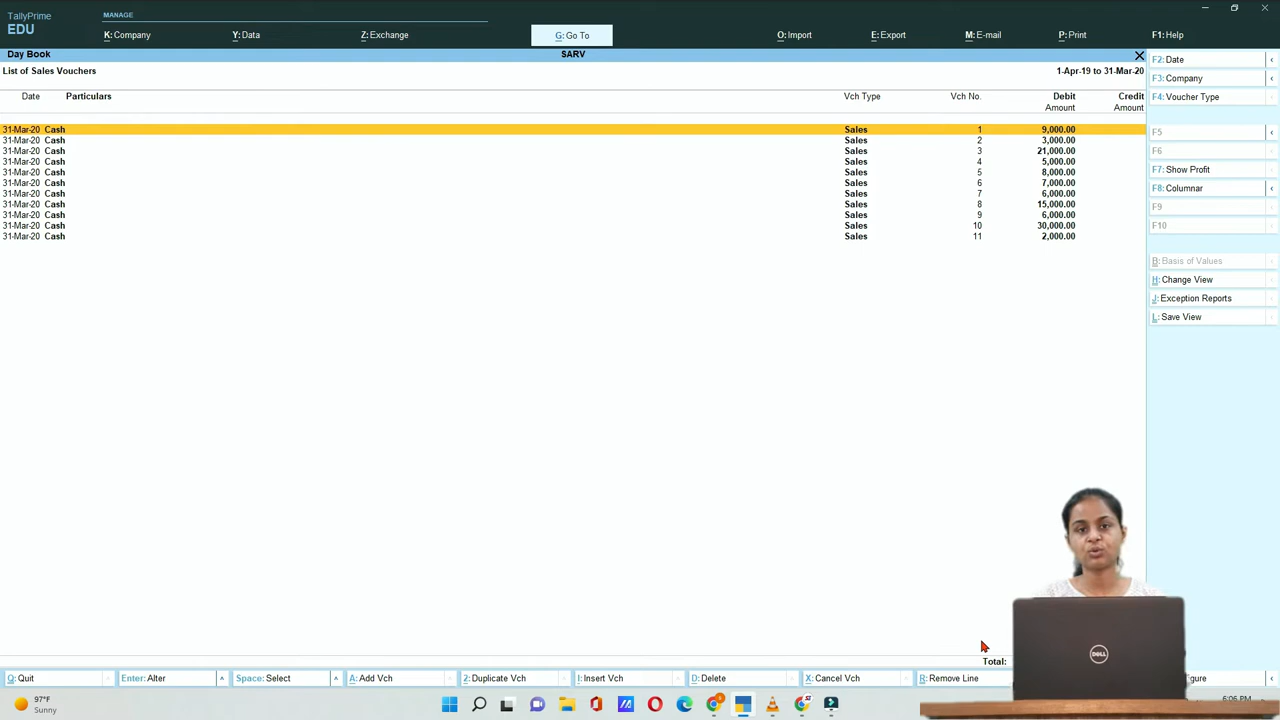 TallyPrime
EDU
MANAGE
K: Company
Y: Data
Z: Exchange
G: Go To
O: Import
E: Export
M: E-mail
P: Print
F1: Help
Day Book
SARV
List of Sales Vouchers
1-Apr-19 to 31-Mar-20
Date Particulars Vch Type Vch No. Debit Credit
Amount Amount
31-Mar-20 Cash Sales 1 9,000.00
31-Mar-20 Cash Sales 2 3,000.00
31-Mar-20 Cash Sales 3 21,000.00
31-Mar-20 Cash Sales 4 5,000.00
31-Mar-20 Cash Sales 5 8,000.00
31-Mar-20 Cash Sales 6 7,000.00
31-Mar-20 Cash Sales 7 6,000.00
31-Mar-20 Cash Sales 8 15,000.00
31-Mar-20 Cash Sales 9 6,000.00
31-Mar-20 Cash Sales 10 30,000.00
31-Mar-20 Cash Sales 11 2,000.00
F2: Date
F3: Company
F4: Voucher Type
F5
F6
F7: Show Profit
F8: Columnar
F9
F10
B: Basis of Values
H: Change View
J: Exception Reports
L: Save View
Total:
Q: Quit
Enter: Alter
Space: Select
A: Add Vch
2: Duplicate Vch
I: Insert Vch
D: Delete
X: Cancel Vch
R: Remove Line
gure
97°F
Sunny
6:06 PM
DELL